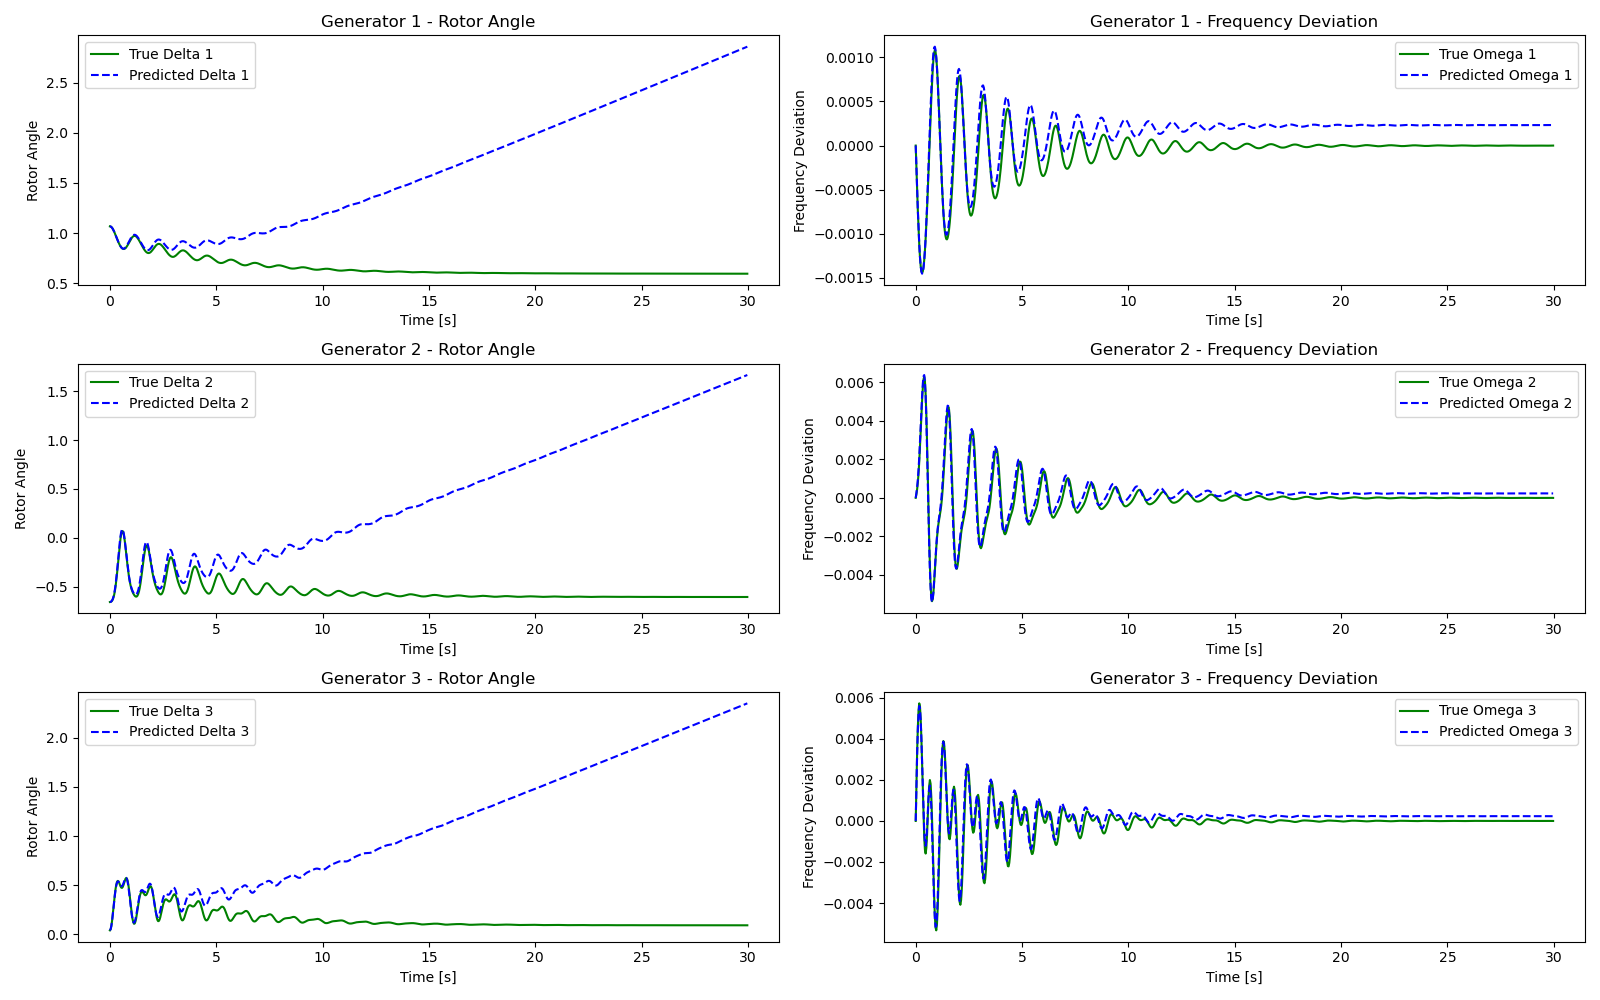 Generator 1 - Rotor Angle
True Delta 1
Predicted Delta 1
Rotor Angle
2.5
2.0
1.5
1.0
0.5
0 5 10 15 20 25 30
Time [s]
Generator 1 - Frequency Deviation
True Omega 1
Predicted Omega 1
Frequency Deviation
0.0010
0.0005
0.0000
−0.0005
−0.0010
−0.0015
0 5 10 15 20 25 30
Time [s]
Generator 2 - Rotor Angle
True Delta 2
Predicted Delta 2
Rotor Angle
1.5
1.0
0.5
0.0
−0.5
0 5 10 15 20 25 30
Time [s]
Generator 2 - Frequency Deviation
True Omega 2
Predicted Omega 2
Frequency Deviation
0.006
0.004
0.002
0.000
−0.002
−0.004
0 5 10 15 20 25 30
Time [s]
Generator 3 - Rotor Angle
True Delta 3
Predicted Delta 3
Rotor Angle
2.0
1.5
1.0
0.5
0.0
0 5 10 15 20 25 30
Time [s]
Generator 3 - Frequency Deviation
True Omega 3
Predicted Omega 3
Frequency Deviation
0.006
0.004
0.002
0.000
−0.002
−0.004
0 5 10 15 20 25 30
Time [s]